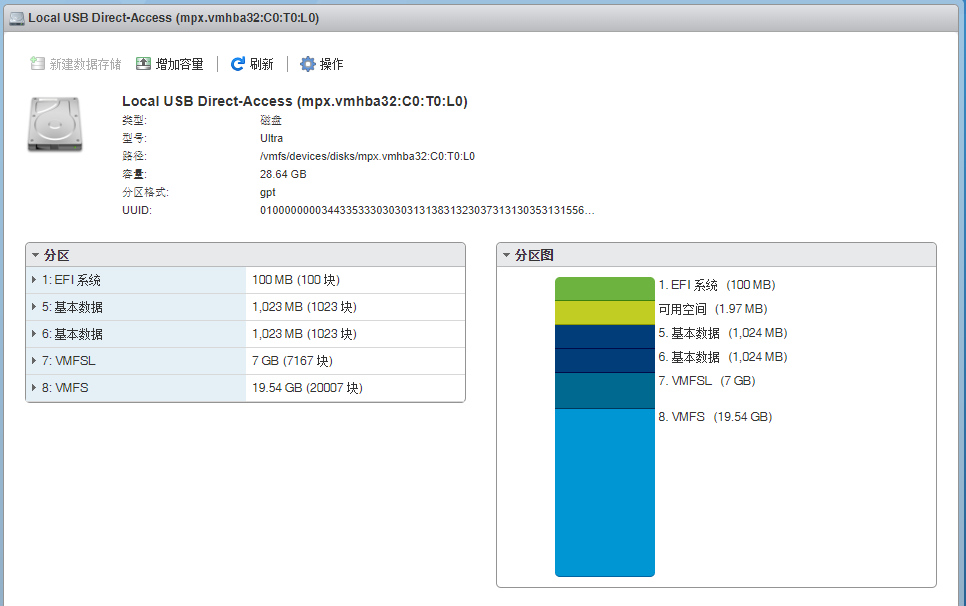 Local USB Direct-Access (mpx.vmhba32:C0:T0:L0)
新建数据存储 增加容量 刷新 操作
Local USB Direct-Access (mpx.vmhba32:C0:T0:L0)
类型: 磁盘
型号: Ultra
路径: /vmfs/devices/disks/mpx.vmhba32:C0:T0:L0
容量: 28.64 GB
分区格式: gpt
UUID: 0100000000344335333030303131383132303731313035313155​6...
分区
1: EFI 系统 100 MB (100 块)
5: 基本数据 1,023 MB (1023 块)
6: 基本数据 1,023 MB (1023 块)
7: VMFSL 7 GB (7167 块)
8: VMFS 19.54 GB (20007 块)
分区图
1. EFI 系统 (100 MB)
可用空间 (1.97 MB)
5. 基本数据 (1,024 MB)
6. 基本数据 (1,024 MB)
7. VMFSL (7 GB)
8. VMFS (19.54 GB)